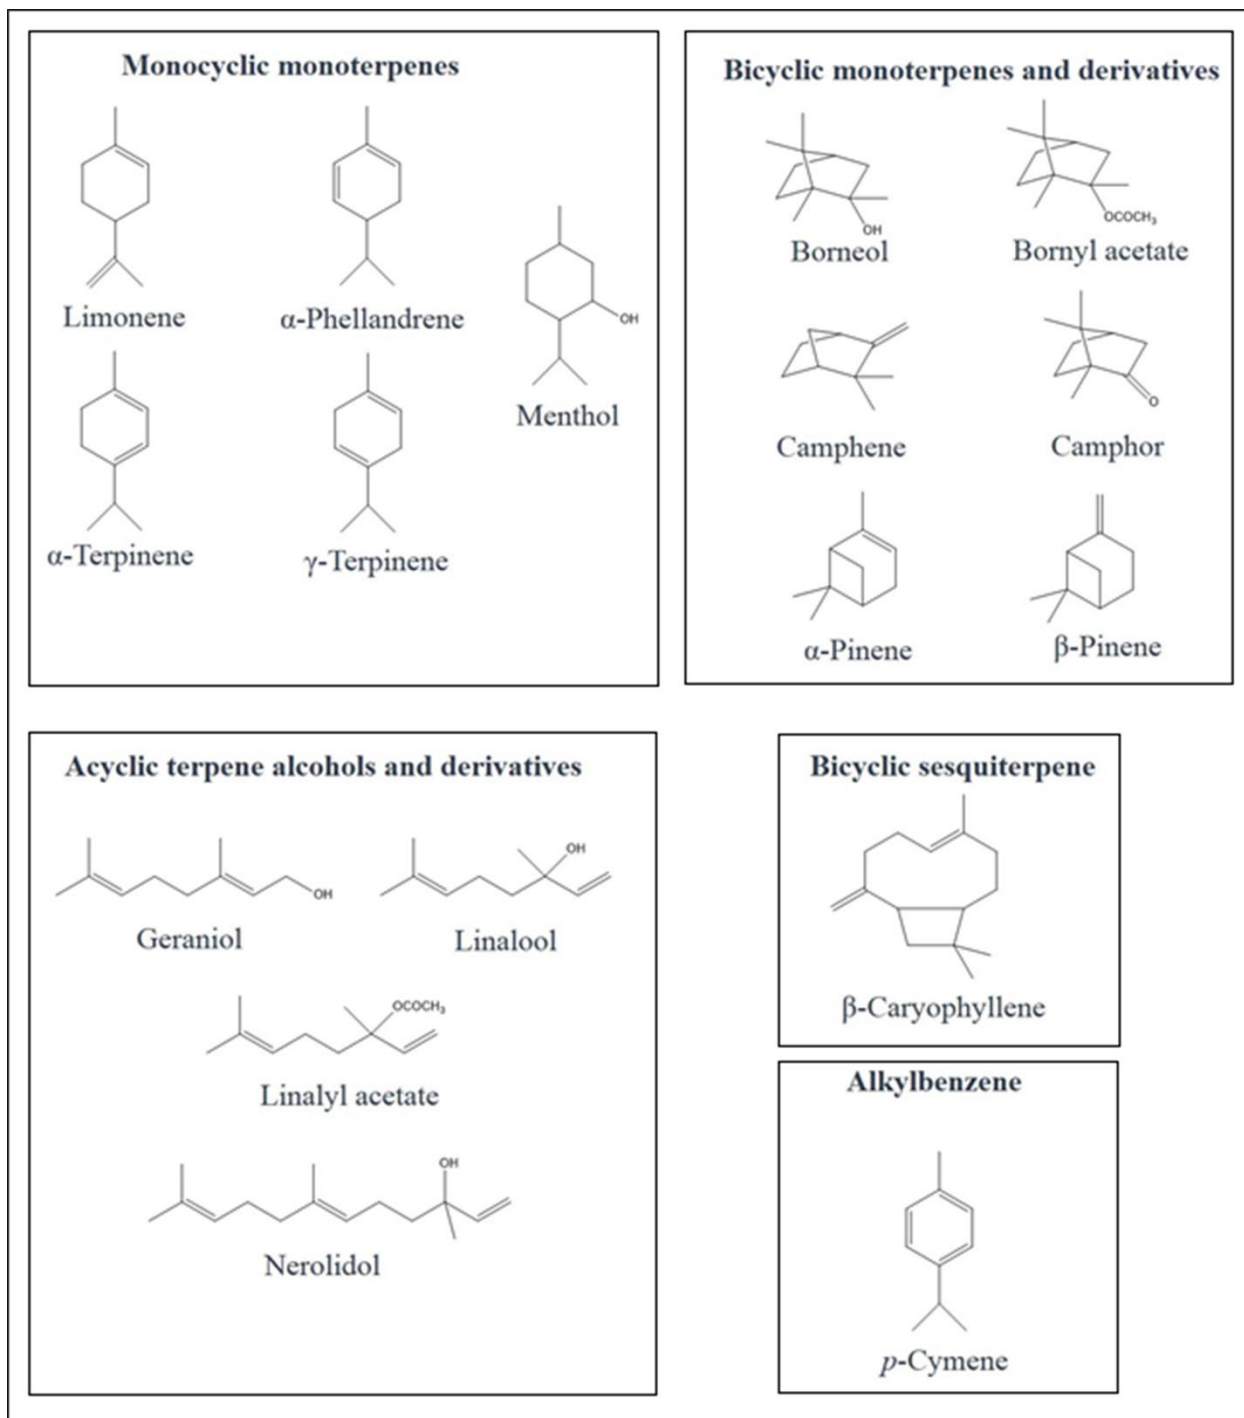 Monocyclic monoterpenes
Limonene
α-Phellandrene
OH
Menthol
α-Terpinene
γ-Terpinene
Bicyclic monoterpenes and derivatives
OH
Borneol
OCOCH₃
Bornyl acetate
Camphene
O
Camphor
α-Pinene
β-Pinene
Acyclic terpene alcohols and derivatives
OH
Geraniol
OH
Linalool
OCOCH₃
Linalyl acetate
OH
Nerolidol
Bicyclic sesquiterpene
β-Caryophyllene
Alkylbenzene
p-Cymene